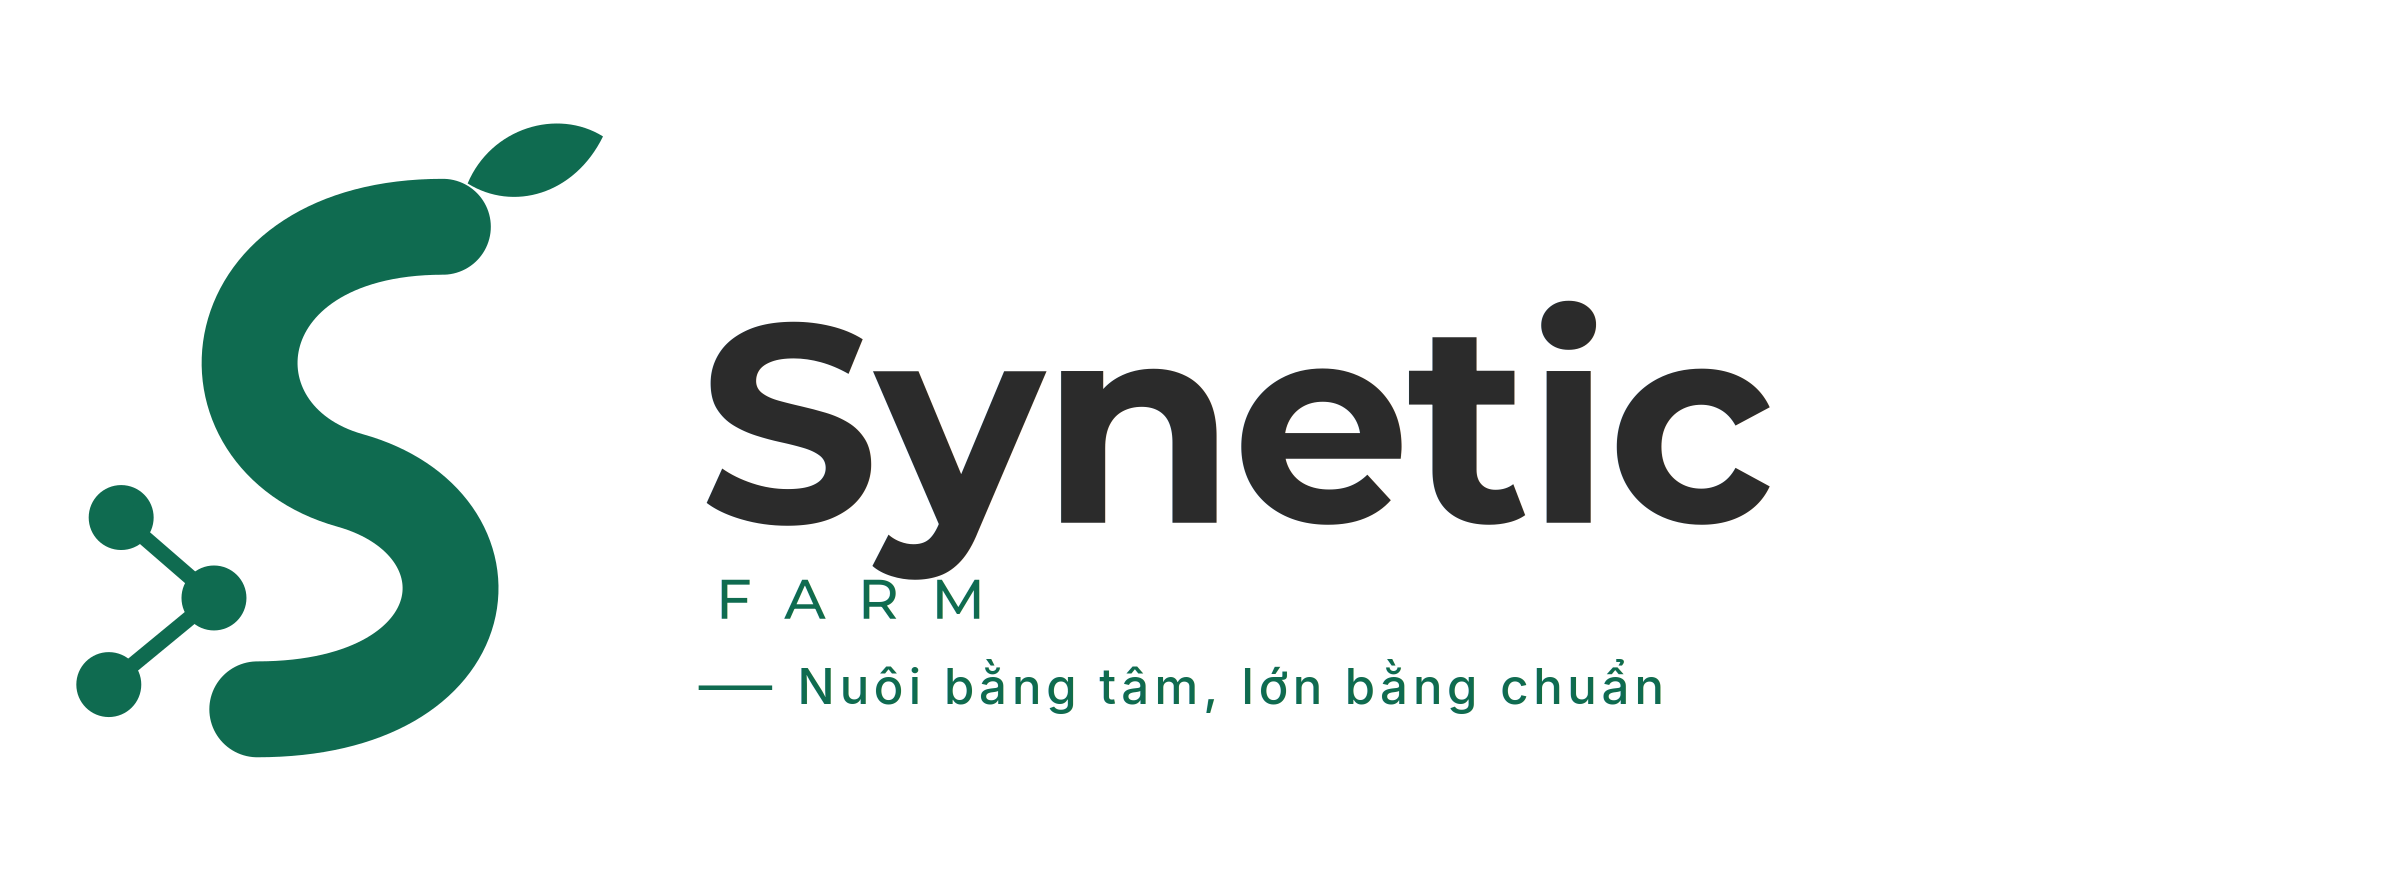 Synetic
FARM
— Nuôi bằng tâm, lớn bằng chuẩn